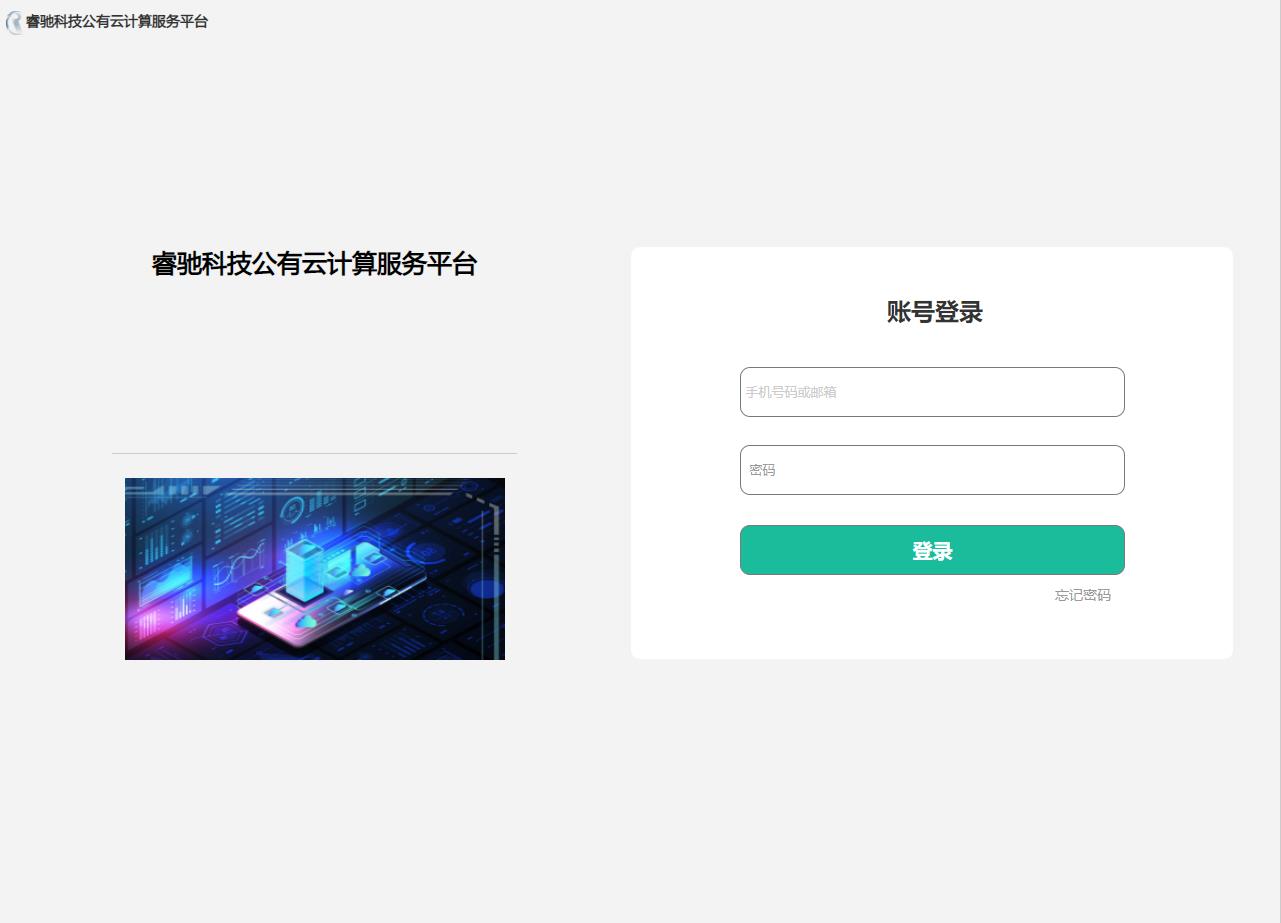 睿驰科技公有云计算服务平台
睿驰科技公有云计算服务平台
账号登录
手机号码或邮箱
密码
登录
忘记密码